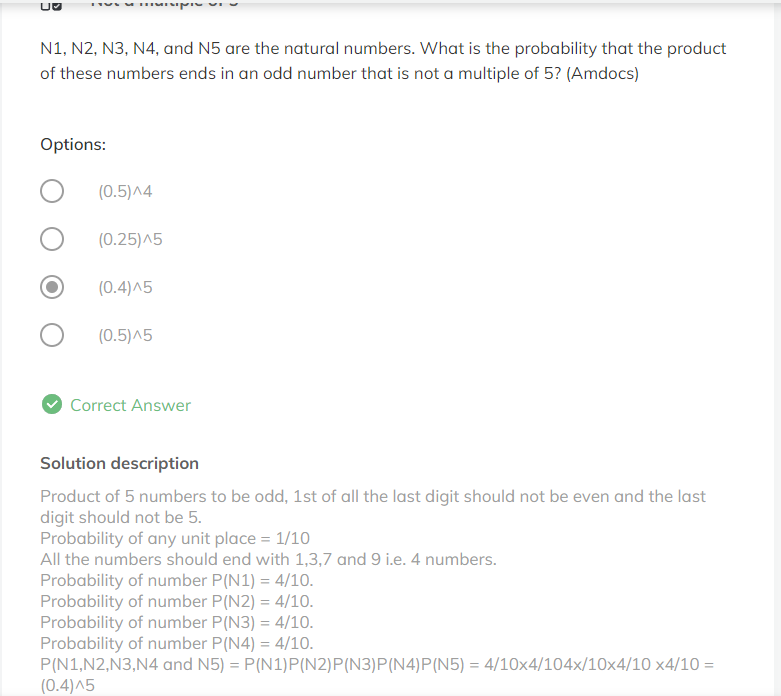 N1, N2, N3, N4, and N5 are the natural numbers. What is the probability that the product
of these numbers ends in an odd number that is not a multiple of 5? (Amdocs)
Options:
(0.5)^4
(0.25)^5
(0.4)^5
(0.5)^5
Correct Answer
Solution description
Product of 5 numbers to be odd, 1st of all the last digit should not be even and the last
digit should not be 5.
Probability of any unit place = 1/10
All the numbers should end with 1,3,7 and 9 i.e. 4 numbers.
Probability of number P(N1) = 4/10.
Probability of number P(N2) = 4/10.
Probability of number P(N3) = 4/10.
Probability of number P(N4) = 4/10.
P(N1,N2,N3,N4 and N5) = P(N1)P(N2)P(N3)P(N4)P(N5) = 4/10x4/104x/10x4/10 x4/10 =
(0.4)^5